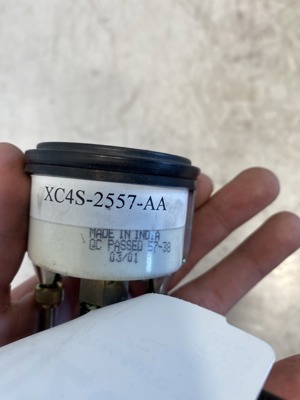 XC4S-2557-AA
MADE IN INDIA
QC PASSED 57-38
03/01